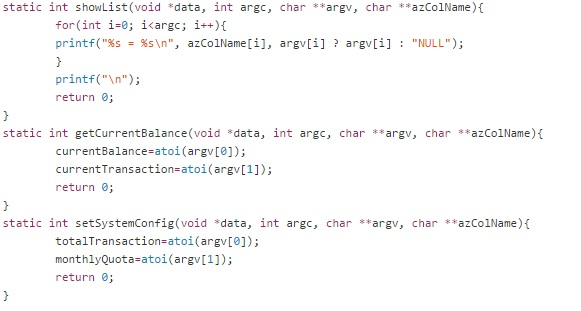 static int showList(void *data, int argc, char **argv, char **azColName){
        for(int i=0; i<argc; i++){
        printf("%s = %s\n", azColName[i], argv[i] ? argv[i] : "NULL");
        }
        printf("\n");
        return 0;
}
static int getCurrentBalance(void *data, int argc, char **argv, char **azColName){
        currentBalance=atoi(argv[0]);
        currentTransaction=atoi(argv[1]);
        return 0;
}
static int setSystemConfig(void *data, int argc, char **argv, char **azColName){
        totalTransaction=atoi(argv[0]);
        monthlyQuota=atoi(argv[1]);
        return 0;
}